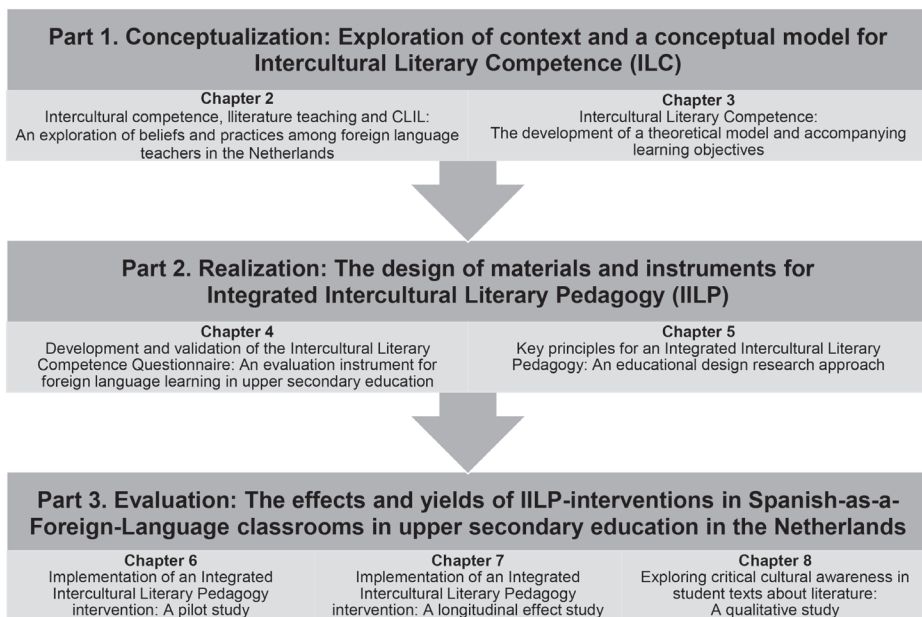 Part 1. Conceptualization: Exploration of context and a conceptual model for
Intercultural Literary Competence (ILC)
Chapter 2
Intercultural competence, lliterature teaching and CLIL:
An exploration of beliefs and practices among foreign language
teachers in the Netherlands
Chapter 3
Intercultural Literary Competence:
The development of a theoretical model and accompanying
learning objectives
Part 2. Realization: The design of materials and instruments for
Integrated Intercultural Literary Pedagogy (IILP)
Chapter 4
Development and validation of the Intercultural Literary
Competence Questionnaire: An evaluation instrument for
foreign language learning in upper secondary education
Chapter 5
Key principles for an Integrated Intercultural Literary
Pedagogy: An educational design research approach
Part 3. Evaluation: The effects and yields of IILP-interventions in Spanish-as-a-
Foreign-Language classrooms in upper secondary education in the Netherlands
Chapter 6
Implementation of an Integrated
Intercultural Literary Pedagogy
intervention: A pilot study
Chapter 7
Implementation of an Integrated
Intercultural Literary Pedagogy
intervention: A longitudinal effect study
Chapter 8
Exploring critical cultural awareness in
student texts about literature:
A qualitative study